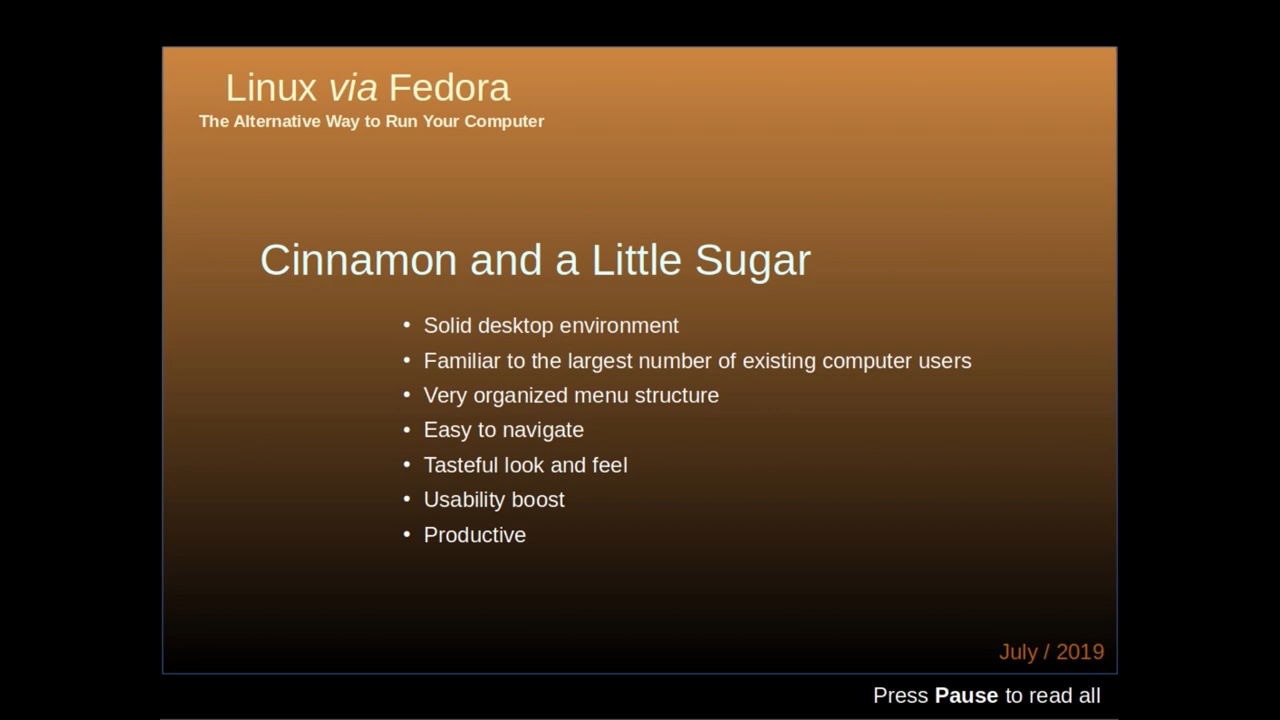 Linux via Fedora
The Alternative Way to Run Your Computer
Cinnamon and a Little Sugar
• Solid desktop environment
• Familiar to the largest number of existing computer users
• Very organized menu structure
• Easy to navigate
• Tasteful look and feel
• Usability boost
• Productive
July / 2019
Press Pause to read all